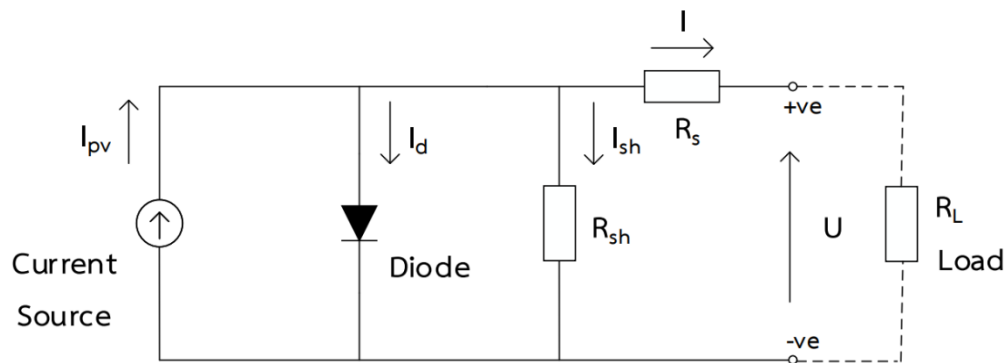 I
+ve
I_pv
I_d
I_sh
R_s
R_sh
U
R_L
Current
Source
Diode
Load
-ve